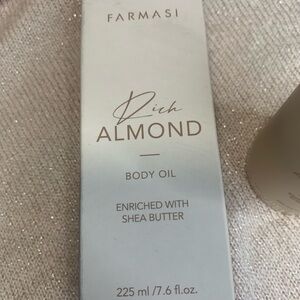 FARMASI
Rich
ALMOND
BODY OIL
ENRICHED WITH
SHEA BUTTER
225 ml /7.6 fl.oz.